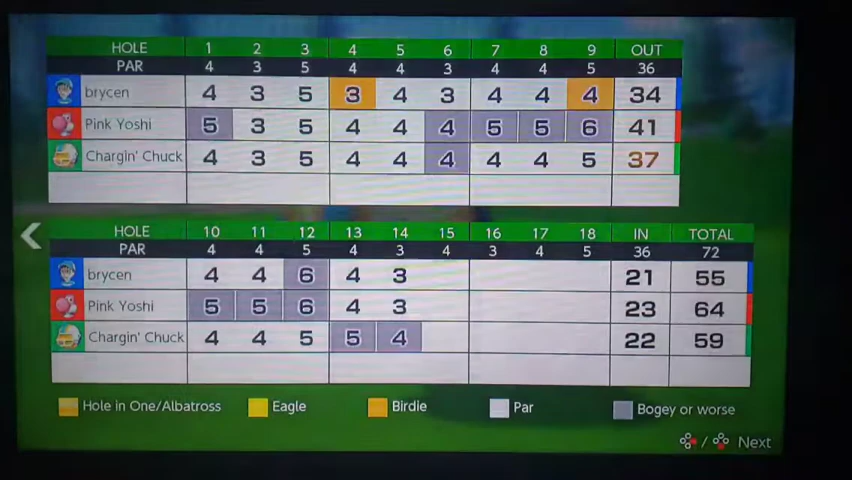 HOLE 1 2 3 4 5 6 7 8 9 OUT
PAR 4 3 5 4 4 3 4 4 5 36
brycen 4 3 5 3 4 3 4 4 4 34
Pink Yoshi 5 3 5 4 4 4 5 5 6 41
Chargin' Chuck 4 3 5 4 4 4 4 4 5 37
HOLE 10 11 12 13 14 15 16 17 18 IN TOTAL
PAR 4 4 5 4 3 4 3 4 5 36 72
brycen 4 4 6 4 3 21 55
Pink Yoshi 5 5 6 4 3 23 64
Chargin' Chuck 4 4 5 5 4 22 59
Hole in One/Albatross Eagle Birdie Par Bogey or worse
/ Next